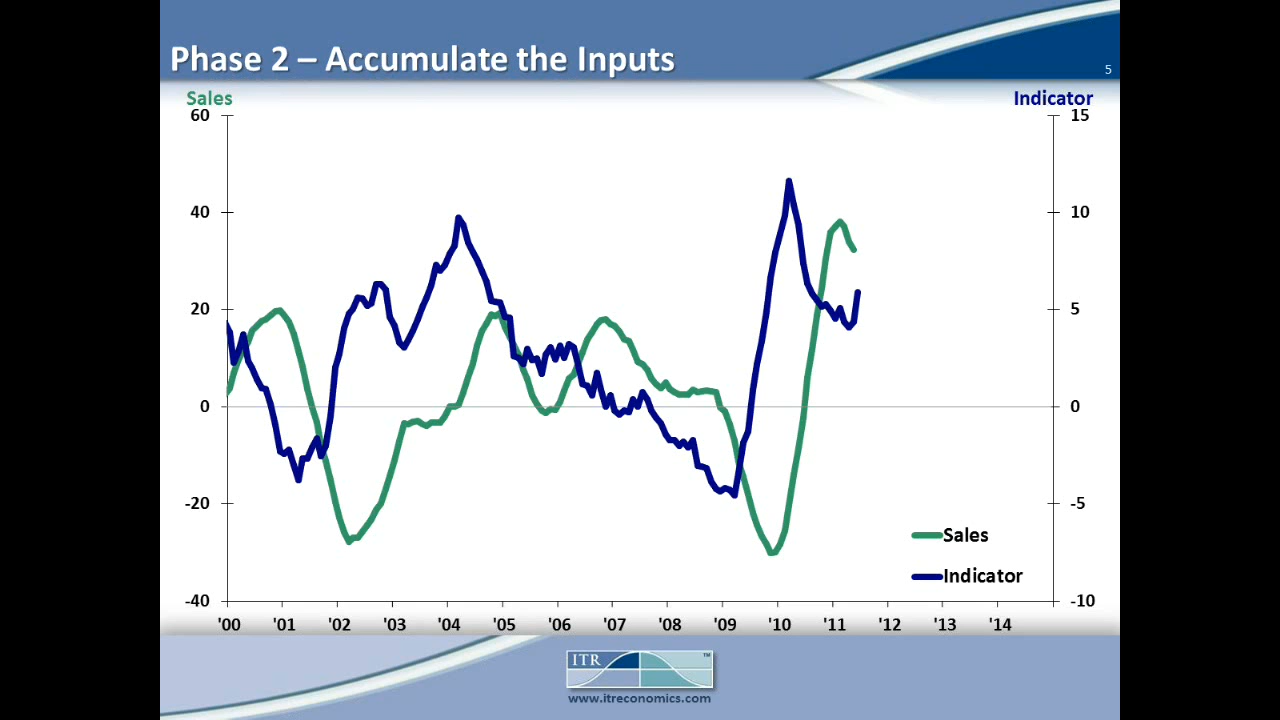 Phase 2 – Accumulate the Inputs
5
Sales
Indicator
60
15
40
10
20
5
0
0
-20
-5
-40
-10
'00 '01 '02 '03 '04 '05 '06 '07 '08 '09 '10 '11 '12 '13 '14
Sales
Indicator
ITR ™
www.itreconomics.com